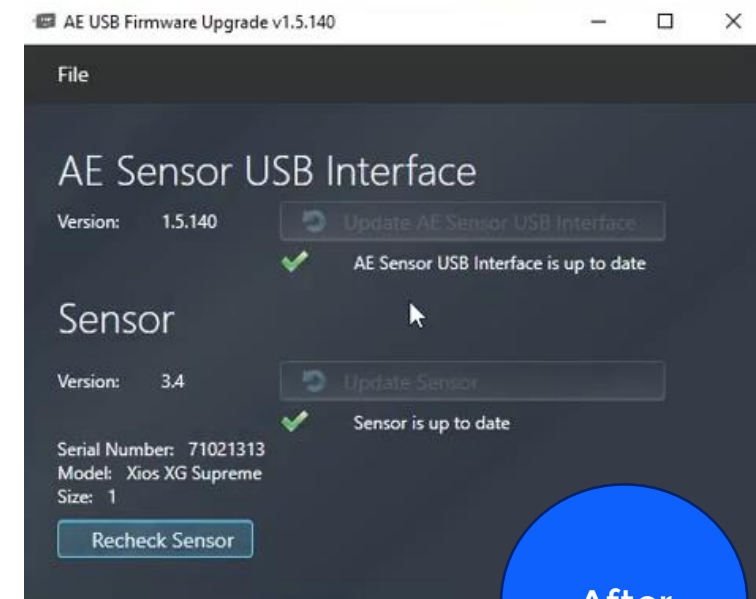 AE USB Firmware Upgrade v1.5.140
File
AE Sensor USB Interface
Version: 1.5.140
Update AE Sensor USB Interface
AE Sensor USB Interface is up to date
Sensor
Version: 3.4
Update Sensor
Sensor is up to date
Serial Number: 71021313
Model: Xios XG Supreme
Size: 1
Recheck Sensor
After